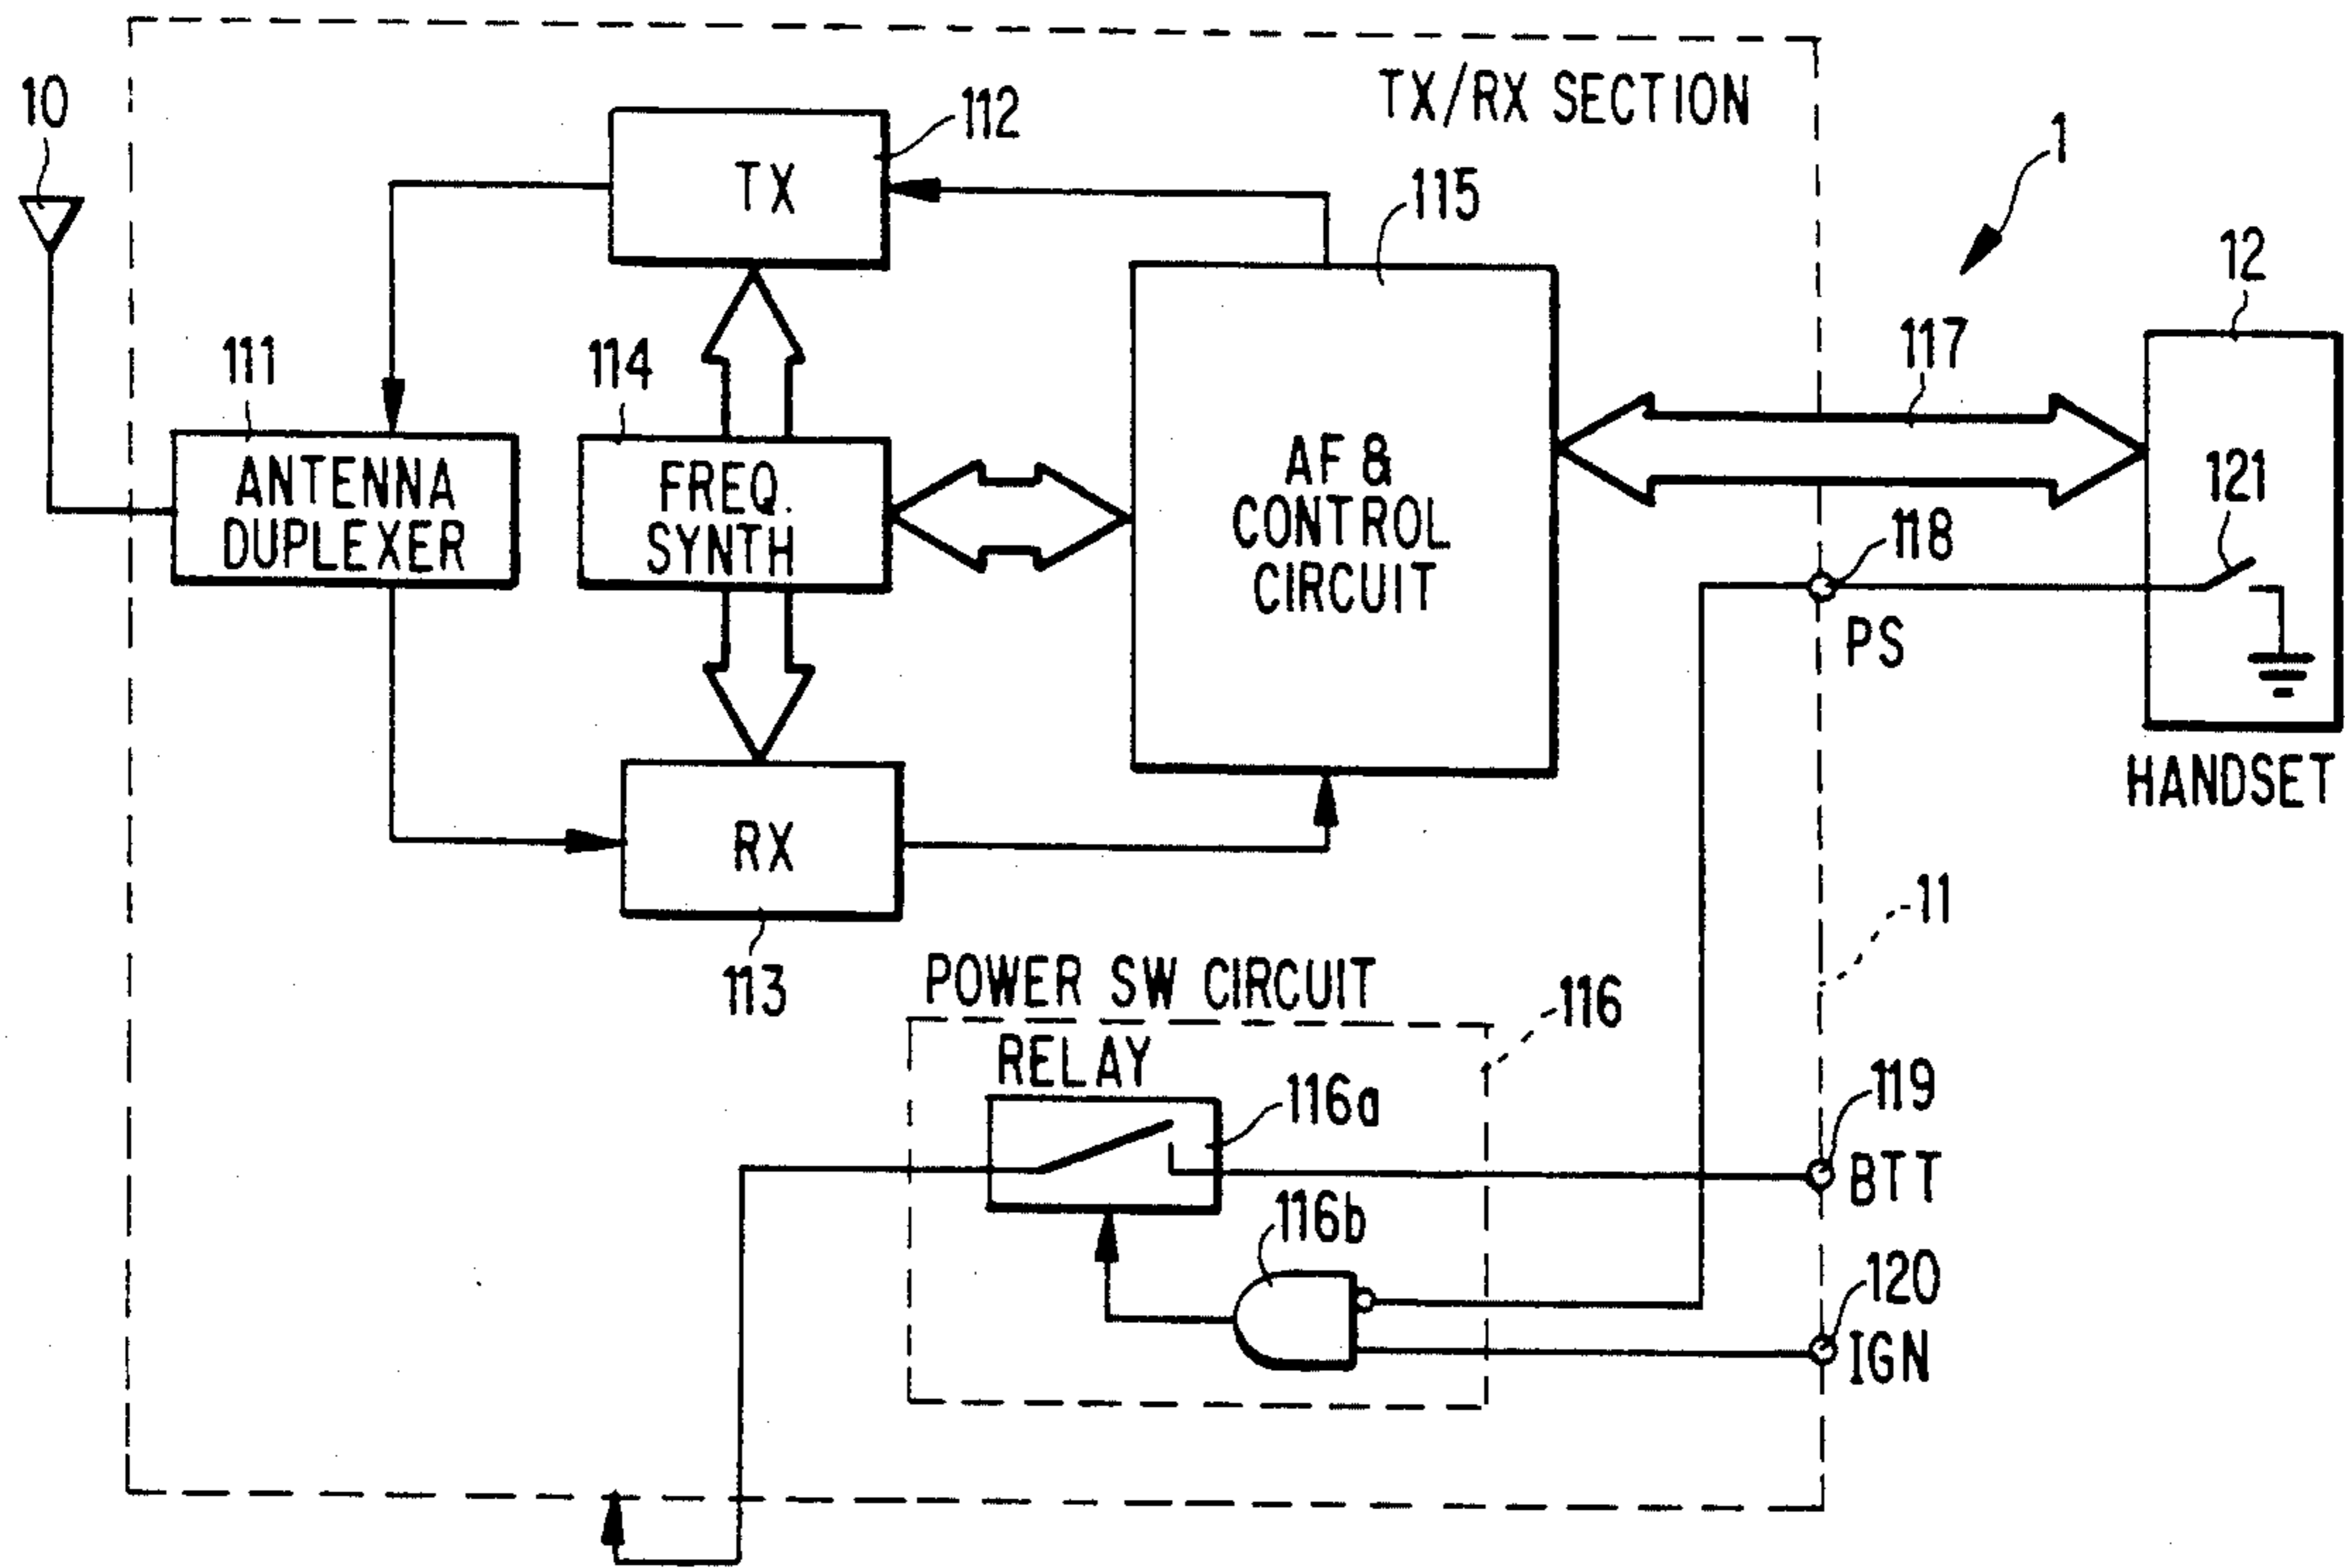 TX/RX SECTION
10
112
TX
1
115
12
111
114
117
ANTENNA
DUPLEXER
FREQ.
SYNTH
AF &
CONTROL
CIRCUIT
121
118
PS
HANDSET
RX
113
11
POWER SW CIRCUIT
116
RELAY
116a
119
BTT
116b
120
IGN